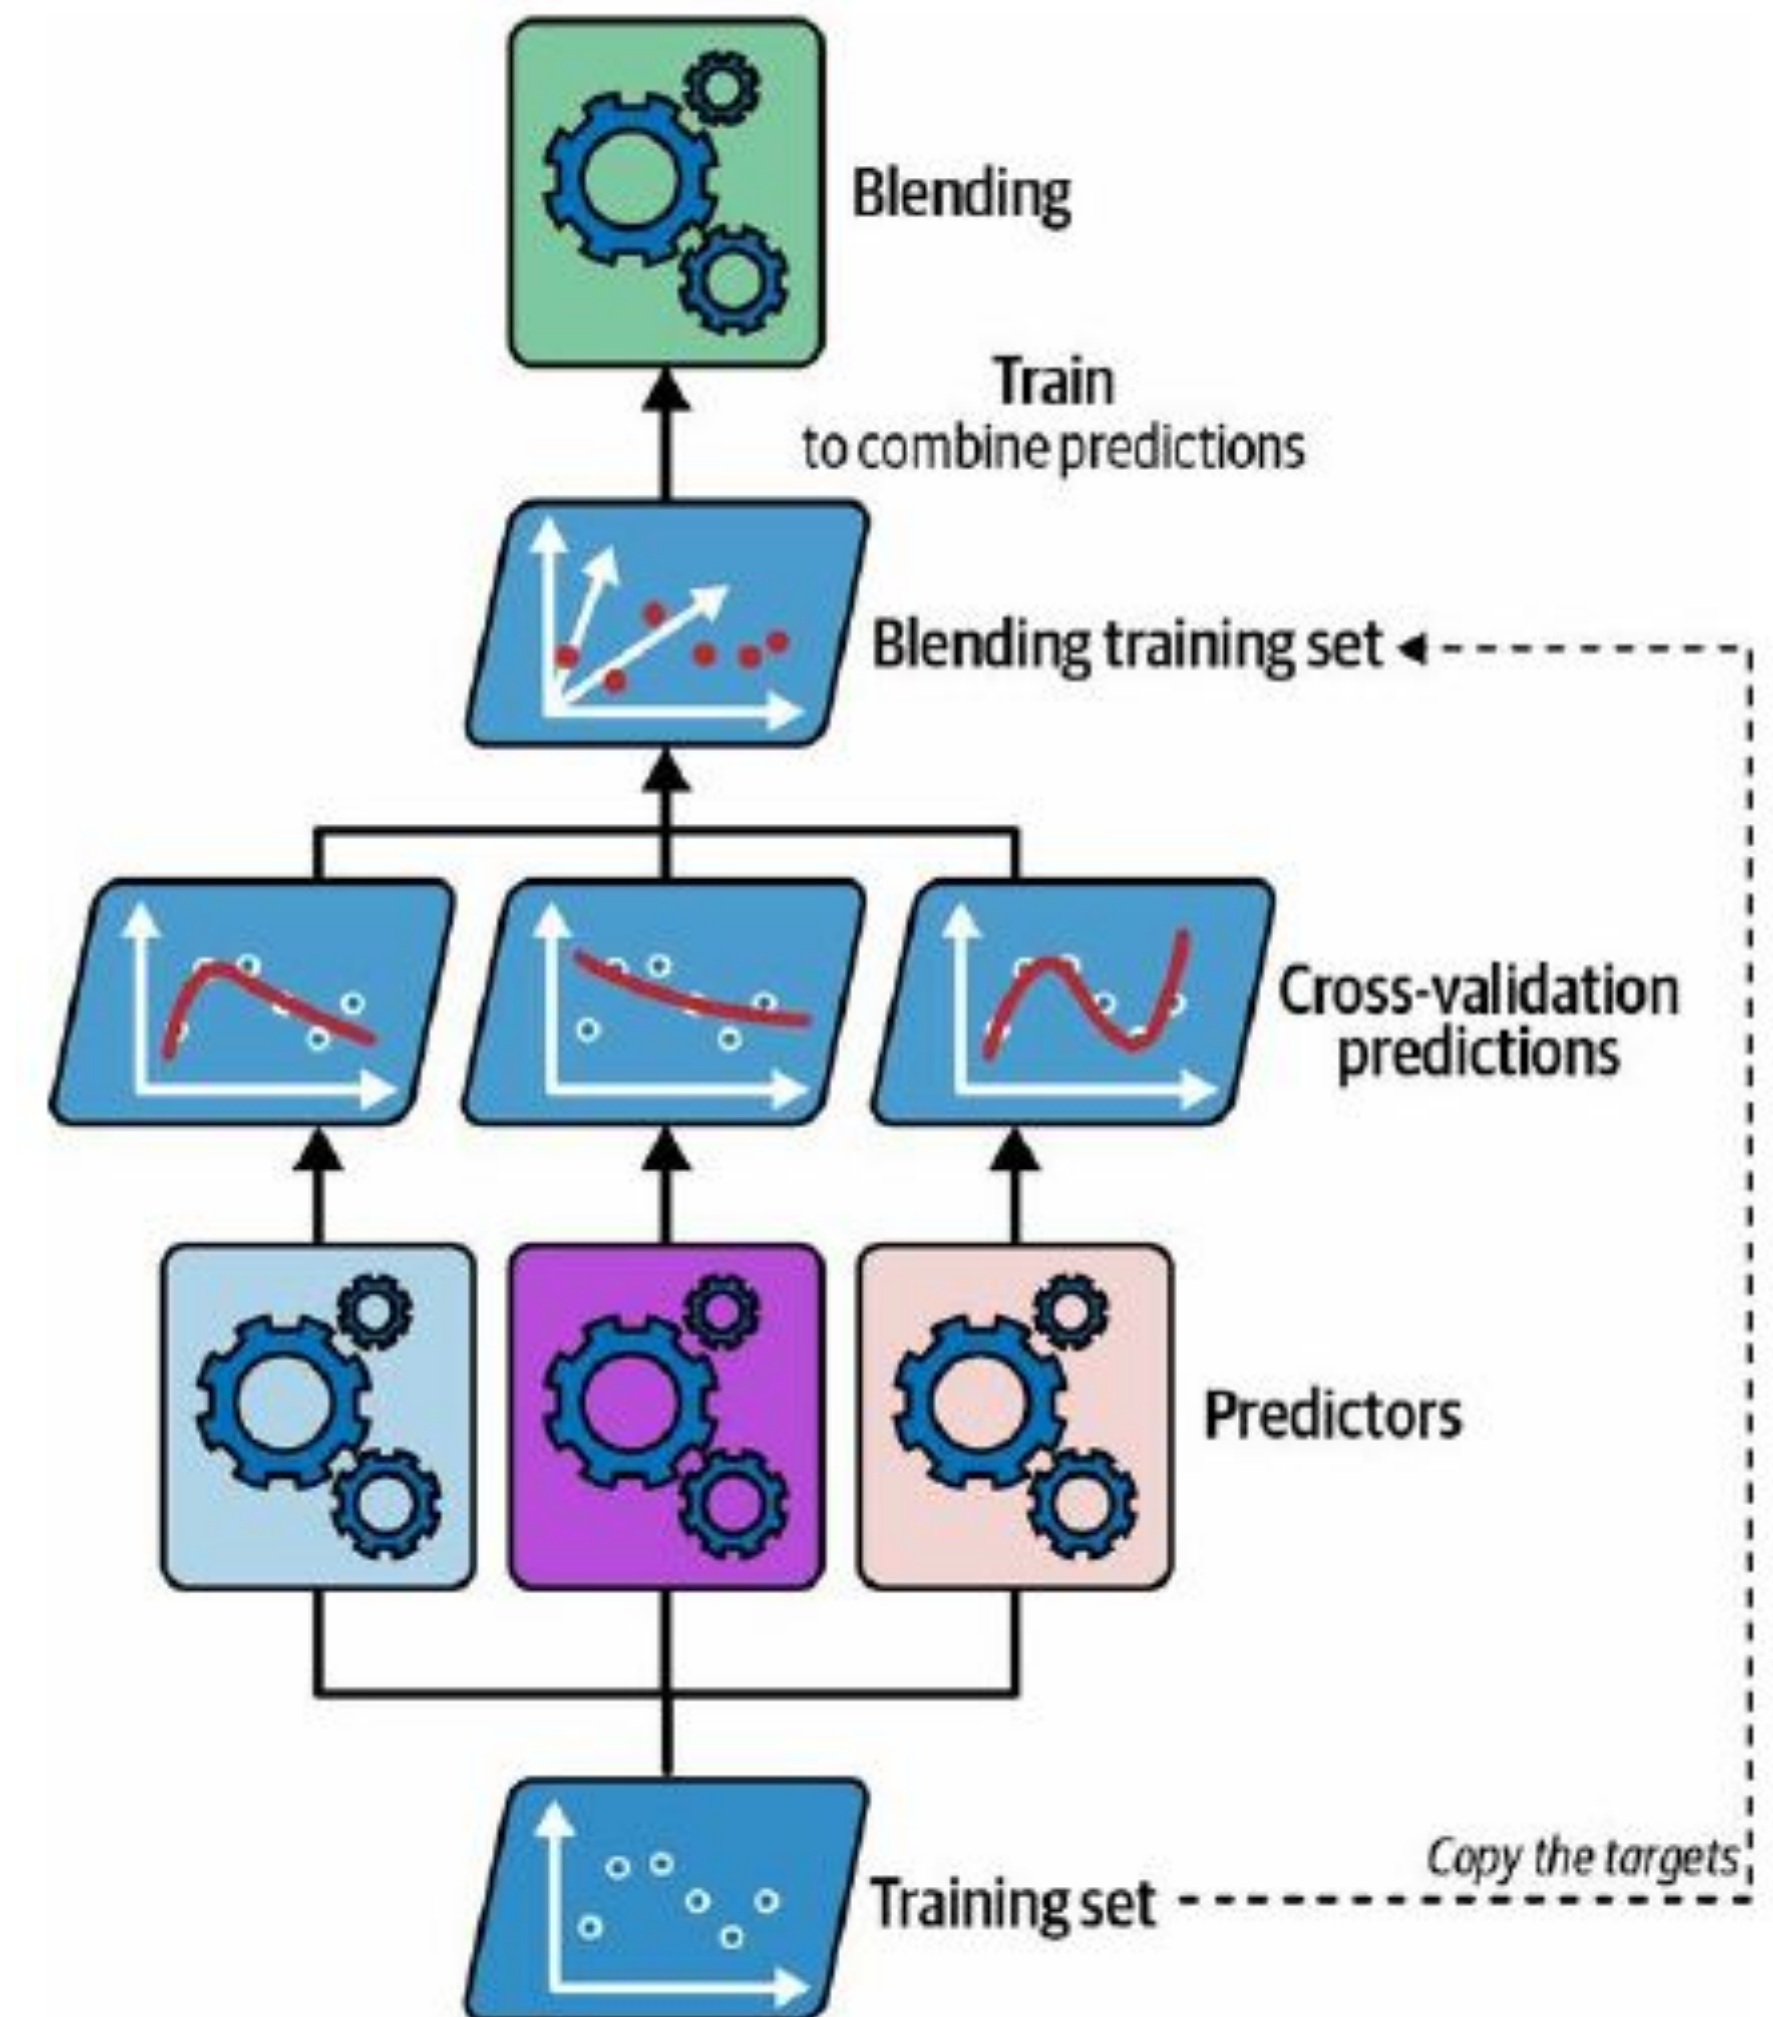 Blending
Train
to combine predictions
Blending training set
Cross-validation
predictions
Predictors
Copy the targets
Training set